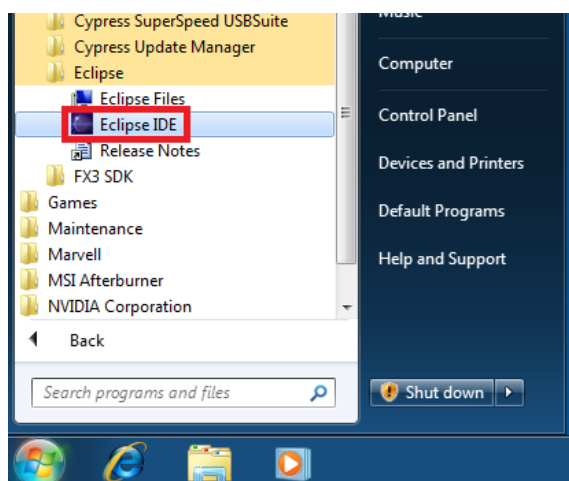 Cypress SuperSpeed USBSuite
Cypress Update Manager
Eclipse
Eclipse Files
Eclipse IDE
Release Notes
FX3 SDK
Games
Maintenance
Marvell
MSI Afterburner
NVIDIA Corporation
Back
Search programs and files
Music
Computer
Control Panel
Devices and Printers
Default Programs
Help and Support
Shut down